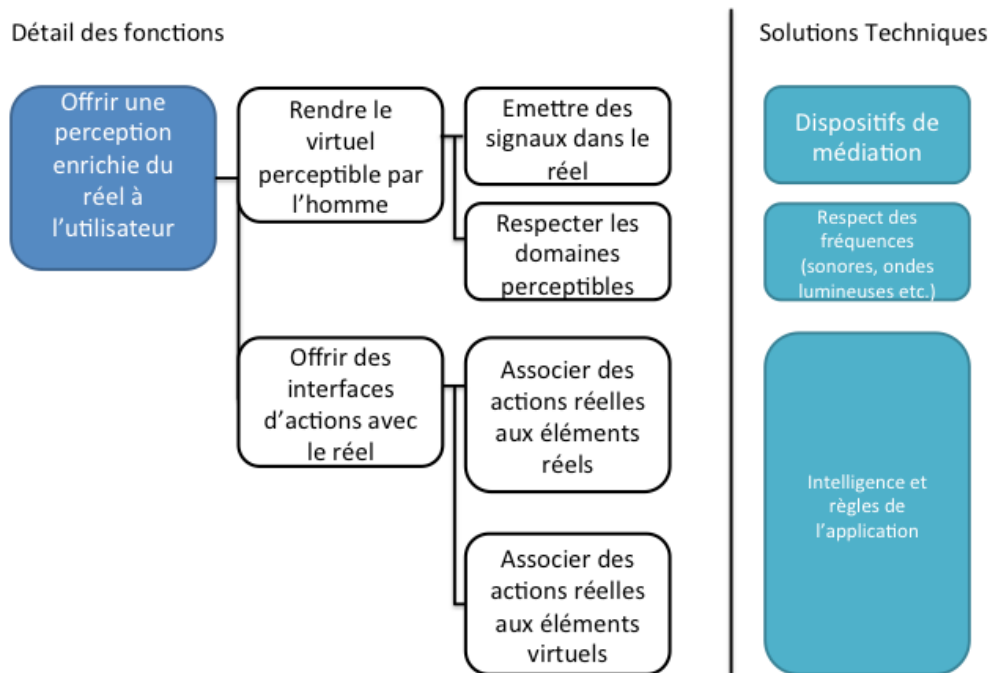 Détail des fonctions
Solutions Techniques
Offrir une
perception
enrichie du
réel à
l'utilisateur
Rendre le
virtuel
perceptible par
l'homme
Emettre des
signaux dans le
réel
Dispositifs de
médiation
Respecter les
domaines
perceptibles
Respect des
fréquences
(sonores, ondes
lumineuses etc.)
Offrir des
interfaces
d'actions avec
le réel
Associer des
actions réelles
aux éléments
réels
Associer des
actions réelles
aux éléments
virtuels
Intelligence et
règles de
l'application